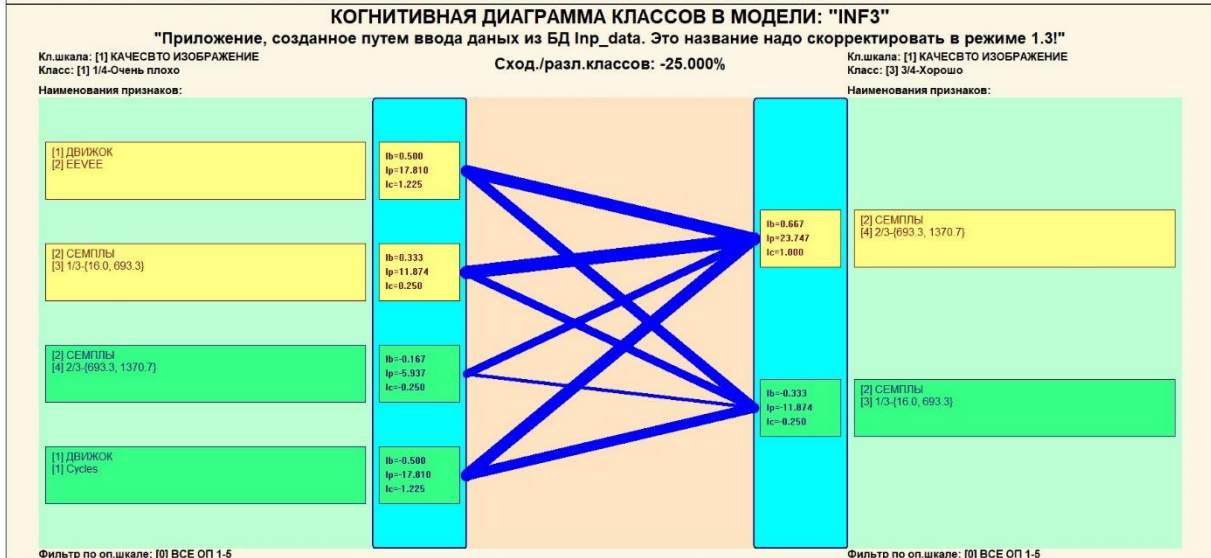 КОГНИТИВНАЯ ДИАГРАММА КЛАССОВ В МОДЕЛИ: "INF3"
"Приложение, созданное путем ввода даных из БД Inp_data. Это название надо скорректировать в режиме 1.3!"
Кл.шкала: [1] КАЧЕСВТО ИЗОБРАЖЕНИЕ
Класс: [1] 1/4-Очень плохо
Сход./разл.классов: -25.000%
Кл.шкала: [1] КАЧЕСВТО ИЗОБРАЖЕНИЕ
Класс: [3] 3/4-Хорошо
Наименования признаков:
Наименования признаков:
[1] ДВИЖОК
[2] EEVEE
Ib=0.500
Ip=17.810
Ic=1.225
[2] СЕМПЛЫ
[3] 1/3-{16.0, 693.3}
Ib=0.333
Ip=11.874
Ic=0.250
[2] СЕМПЛЫ
[4] 2/3-{693.3, 1370.7}
Ib=-0.167
Ip=-5.937
Ic=-0.250
[1] ДВИЖОК
[1] Cycles
Ib=-0.500
Ip=-17.810
Ic=-1.225
Ib=0.667
Ip=23.747
Ic=1.000
[2] СЕМПЛЫ
[4] 2/3-{693.3, 1370.7}
Ib=-0.333
Ip=-11.874
Ic=-0.250
[2] СЕМПЛЫ
[3] 1/3-{16.0, 693.3}
Фильтр по оп.шкале: [0] ВСЕ ОП 1-5
Фильтр по оп.шкале: [0] ВСЕ ОП 1-5